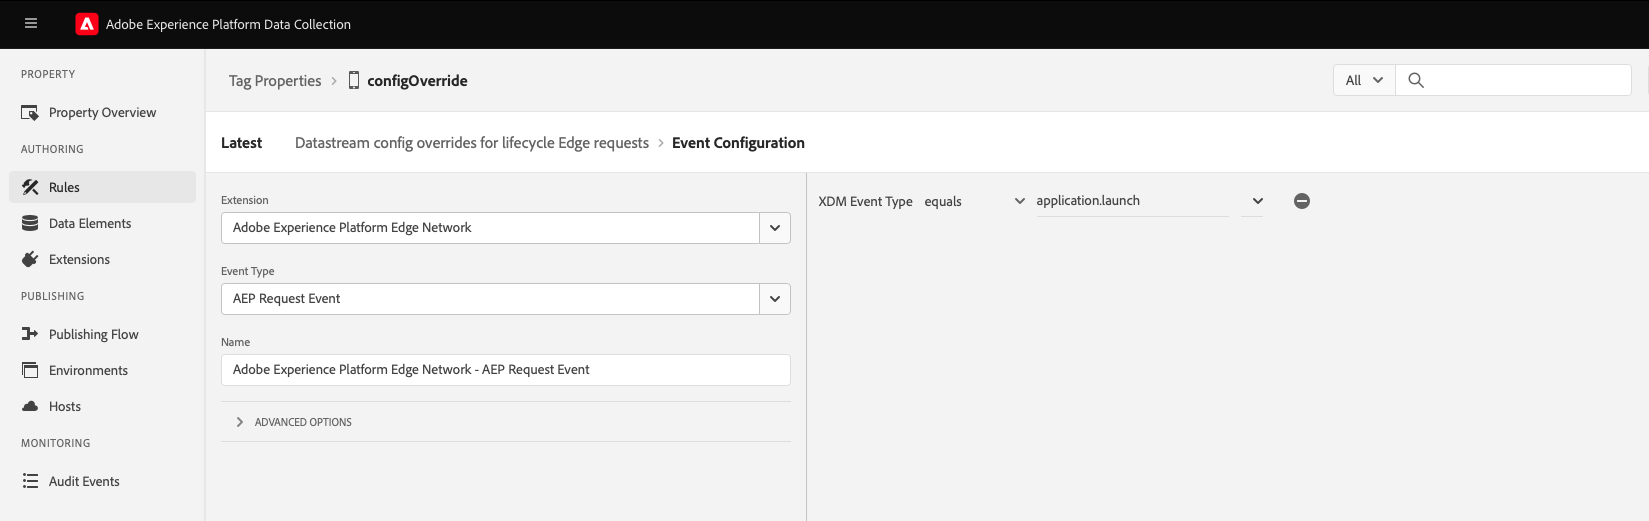 Adobe Experience Platform Data Collection
PROPERTY
Property Overview
AUTHORING
Rules
Data Elements
Extensions
PUBLISHING
Publishing Flow
Environments
Hosts
MONITORING
Audit Events
Tag Properties > configOverride
All
Latest Datastream config overrides for lifecycle Edge requests > Event Configuration
Extension
Adobe Experience Platform Edge Network
Event Type
AEP Request Event
Name
Adobe Experience Platform Edge Network - AEP Request Event
ADVANCED OPTIONS
XDM Event Type equals application.launch